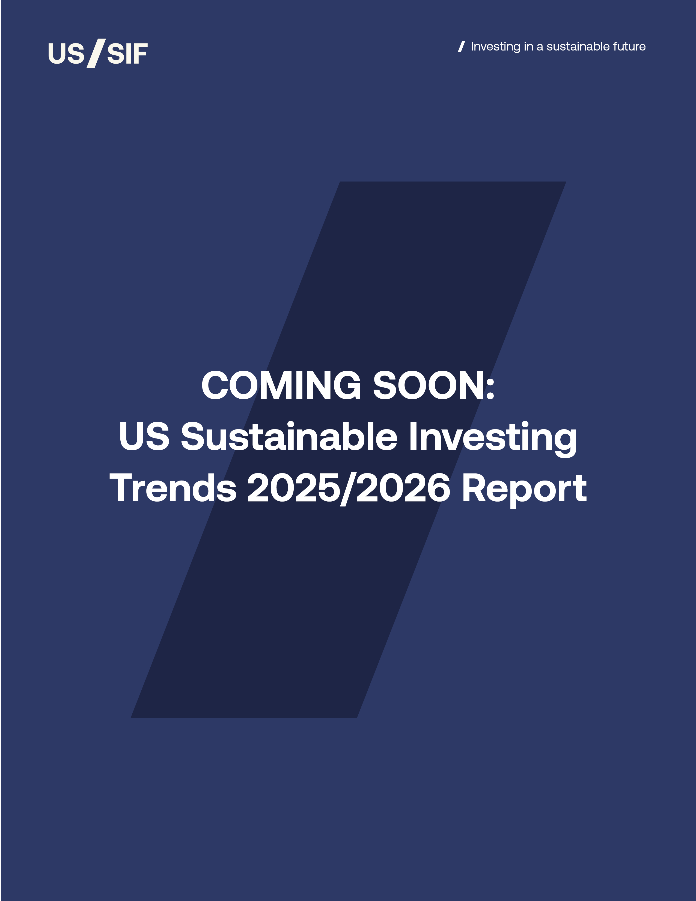 US/SIF
/ Investing in a sustainable future
COMING SOON:
US Sustainable Investing
Trends 2025/2026 Report